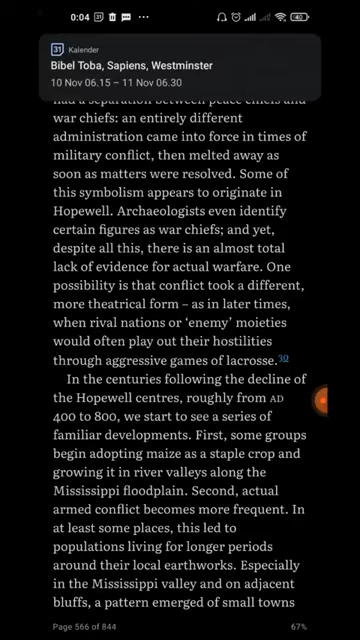 0:04
40
31 Kalender
Bibel Toba, Sapiens, Westminster
10 Nov 06.15 – 11 Nov 06.30
had a separation between peace chiefs and
war chiefs: an entirely different
administration came into force in times of
military conflict, then melted away as
soon as matters were resolved. Some of
this symbolism appears to originate in
Hopewell. Archaeologists even identify
certain figures as war chiefs; and yet,
despite all this, there is an almost total
lack of evidence for actual warfare. One
possibility is that conflict took a different,
more theatrical form – as in later times,
when rival nations or ‘enemy’ moieties
would often play out their hostilities
through aggressive games of lacrosse.30
In the centuries following the decline of
the Hopewell centres, roughly from AD
400 to 800, we start to see a series of
familiar developments. First, some groups
begin adopting maize as a staple crop and
growing it in river valleys along the
Mississippi floodplain. Second, actual
armed conflict becomes more frequent. In
at least some places, this led to
populations living for longer periods
around their local earthworks. Especially
in the Mississippi valley and on adjacent
bluffs, a pattern emerged of small towns
Page 566 of 844
67%